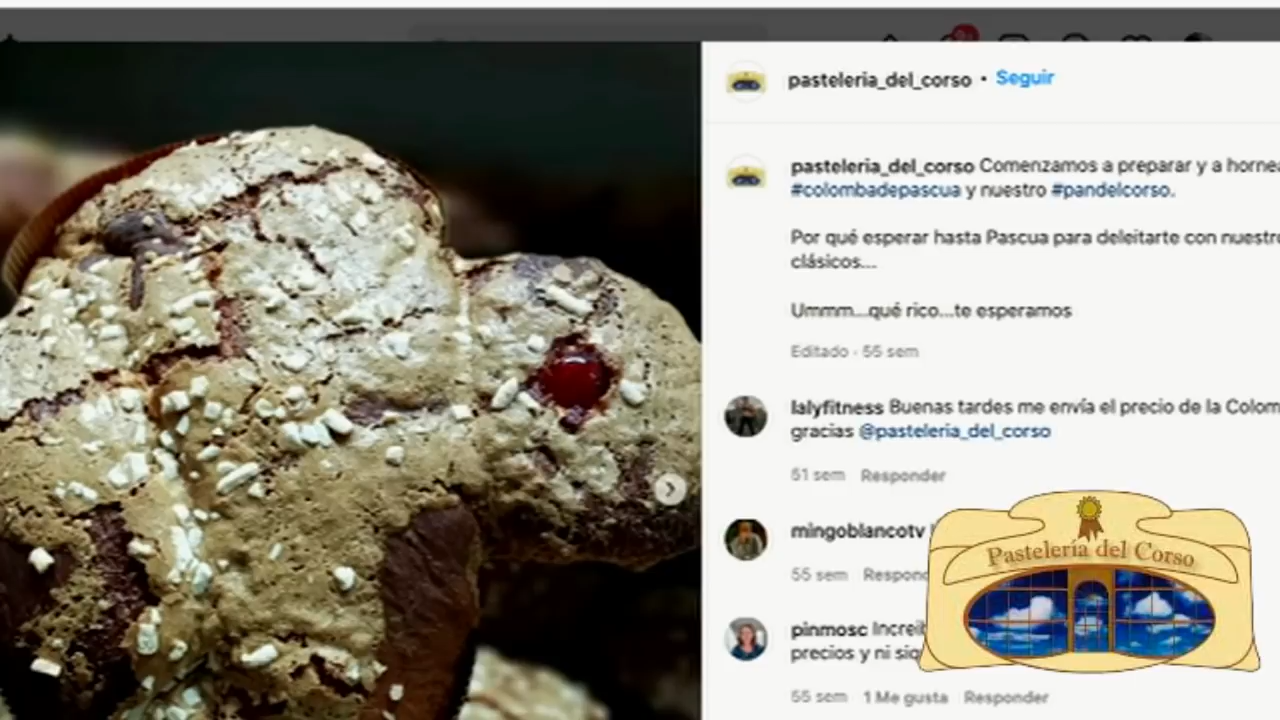 pasteleria_del_corso • Seguir
pasteleria_del_corso Comenzamos a preparar y a hornea
#colombadepascua y nuestro #pandelcorso.
Por qué esperar hasta Pascua para deleitarte con nuestro
clásicos...
Ummm...qué rico...te esperamos
Editado · 55 sem
lalyfitness Buenas tardes me envía el precio de la Colom
gracias @pasteleria_del_corso
51 sem Responder
mingoblancotv
55 sem Respond
pinmosc Increib
precios y ni siq
55 sem 1 Me gusta Responder
Pastelería del Corso